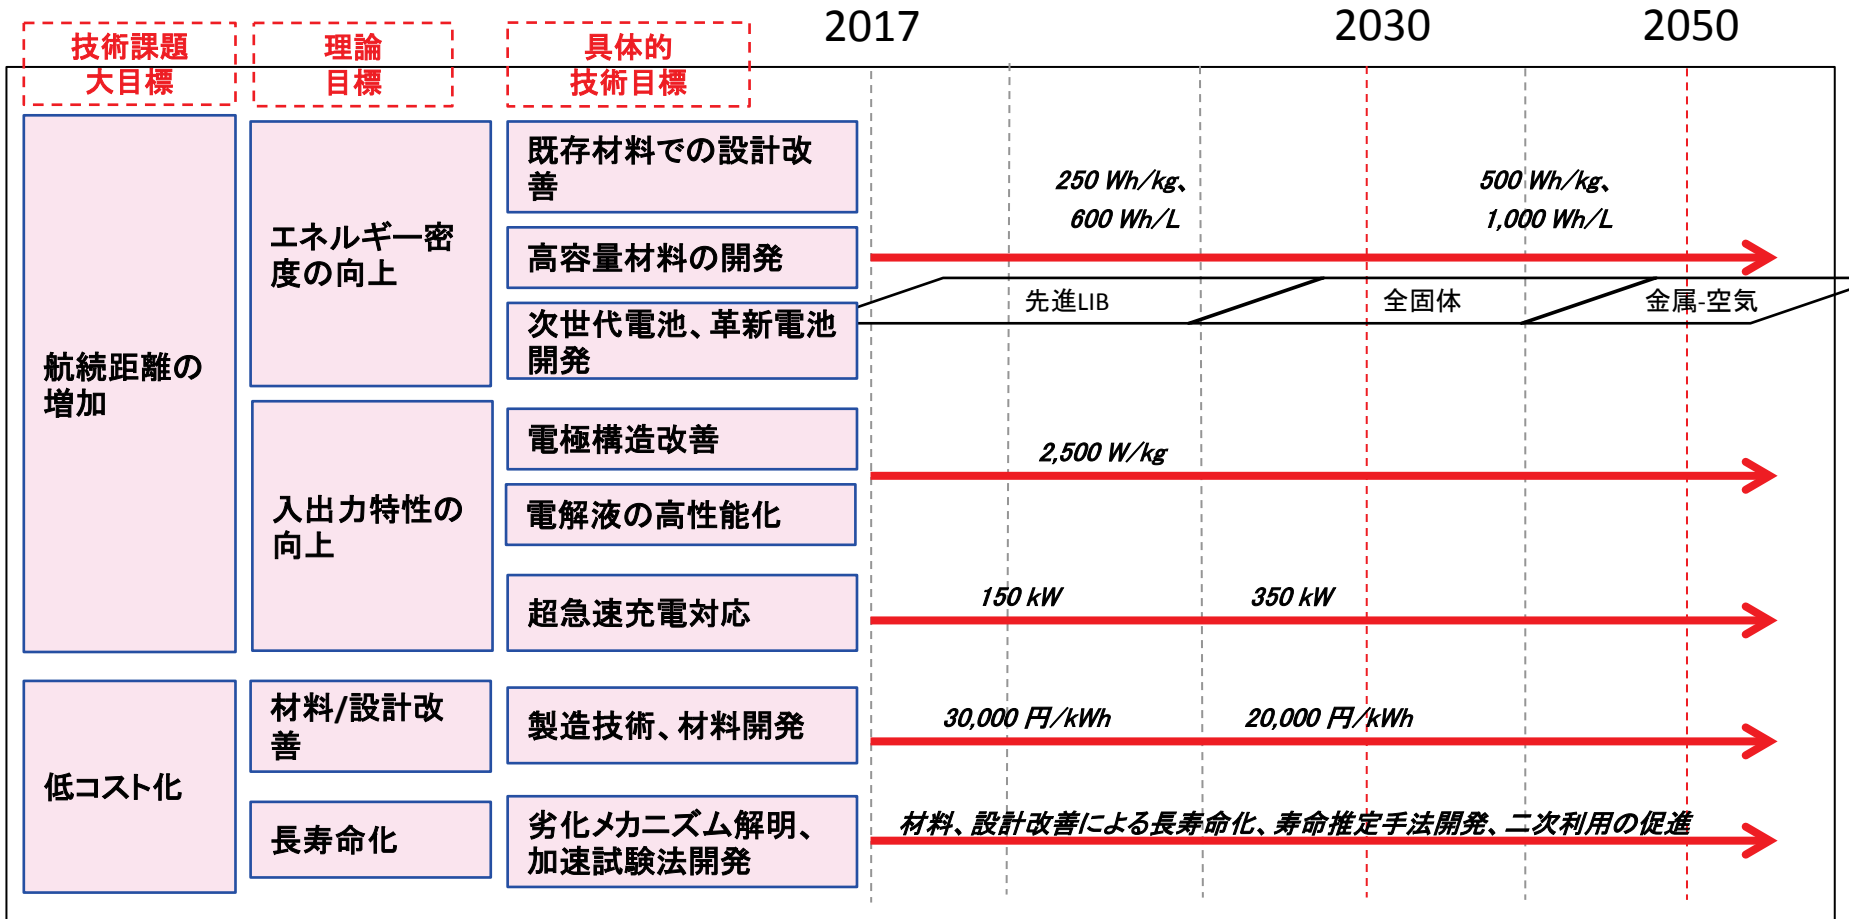 2017
2030
2050
技術課題
大目標
理論
目標
具体的
技術目標
航続距離の
増加
エネルギー密
度の向上
既存材料での設計改
善
高容量材料の開発
次世代電池、革新電池
開発
250 Wh/kg、
600 Wh/L
500 Wh/kg、
1,000 Wh/L
先進LIB
全固体
金属-空気
入出力特性の
向上
電極構造改善
2,500 W/kg
電解液の高性能化
超急速充電対応
150 kW
350 kW
低コスト化
材料/設計改
善
製造技術、材料開発
30,000 円/kWh
20,000 円/kWh
長寿命化
劣化メカニズム解明、
加速試験法開発
材料、設計改善による長寿命化、寿命推定手法開発、二次利用の促進